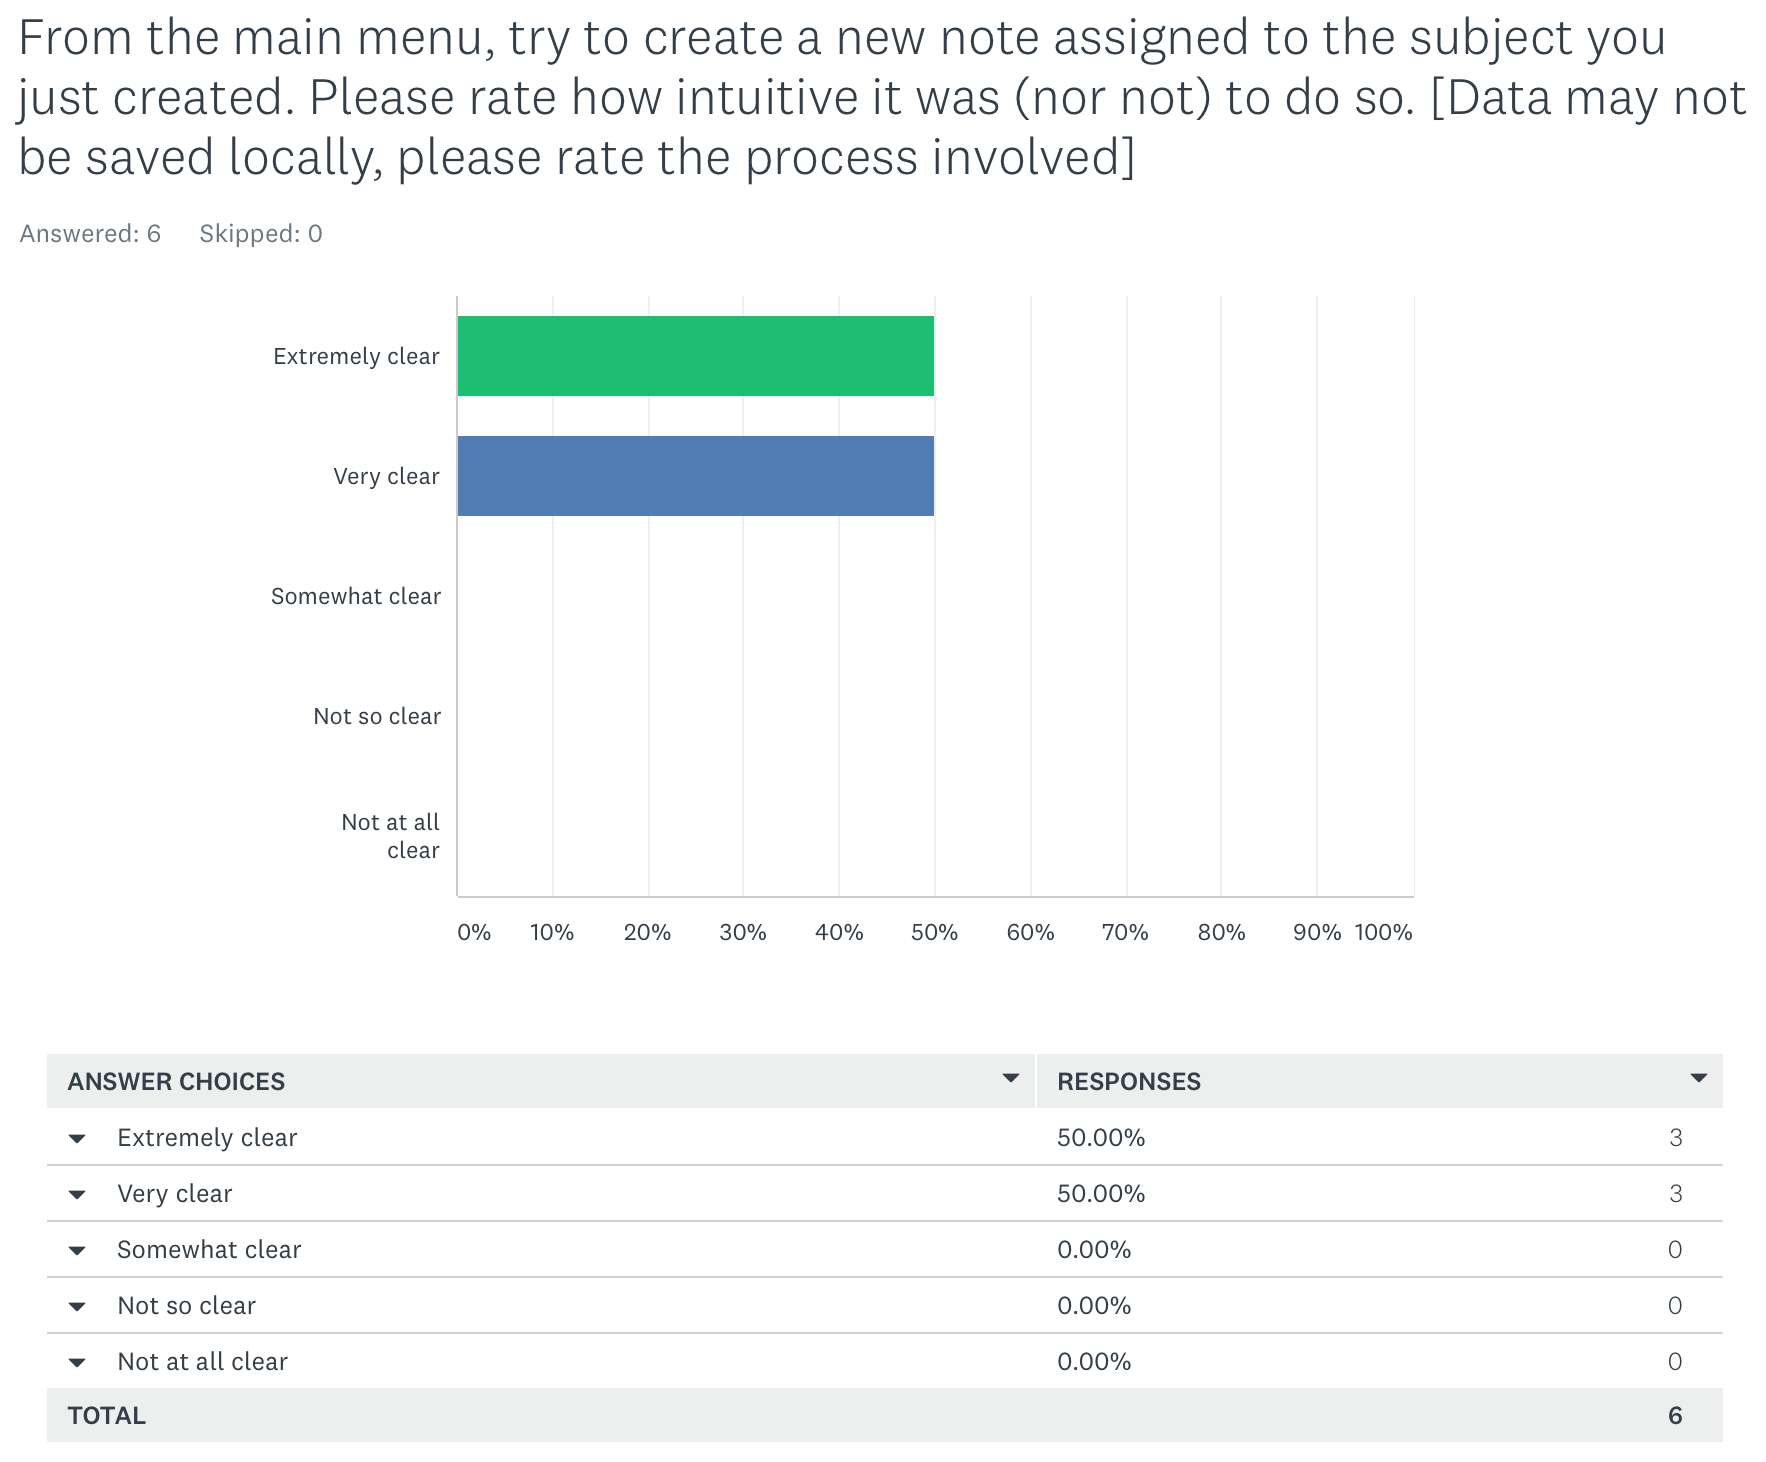 From the main menu, try to create a new note assigned to the subject you
just created. Please rate how intuitive it was (nor not) to do so. [Data may not
be saved locally, please rate the process involved]
Answered: 6 Skipped: 0
Extremely clear
Very clear
Somewhat clear
Not so clear
Not at all
clear
0% 10% 20% 30% 40% 50% 60% 70% 80% 90% 100%
ANSWER CHOICES RESPONSES
Extremely clear 50.00% 3
Very clear 50.00% 3
Somewhat clear 0.00% 0
Not so clear 0.00% 0
Not at all clear 0.00% 0
TOTAL 6